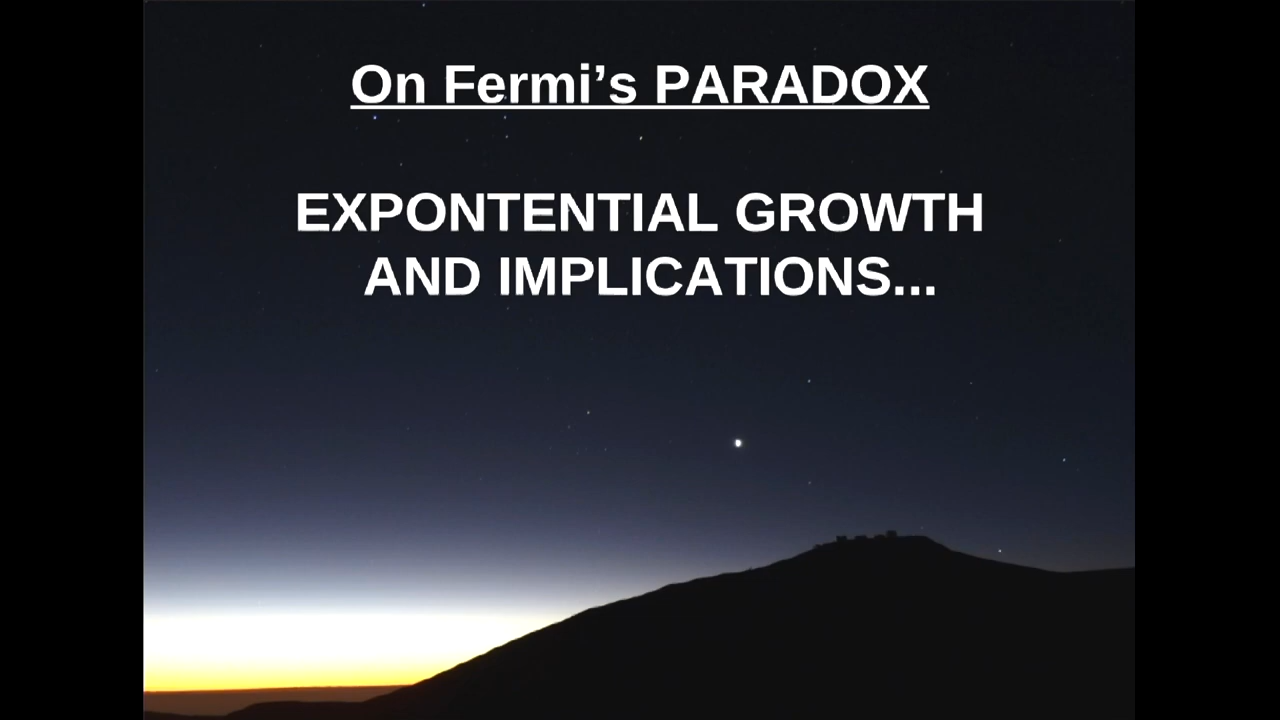 On Fermi’s PARADOX
EXPONTENTIAL GROWTH
AND IMPLICATIONS...